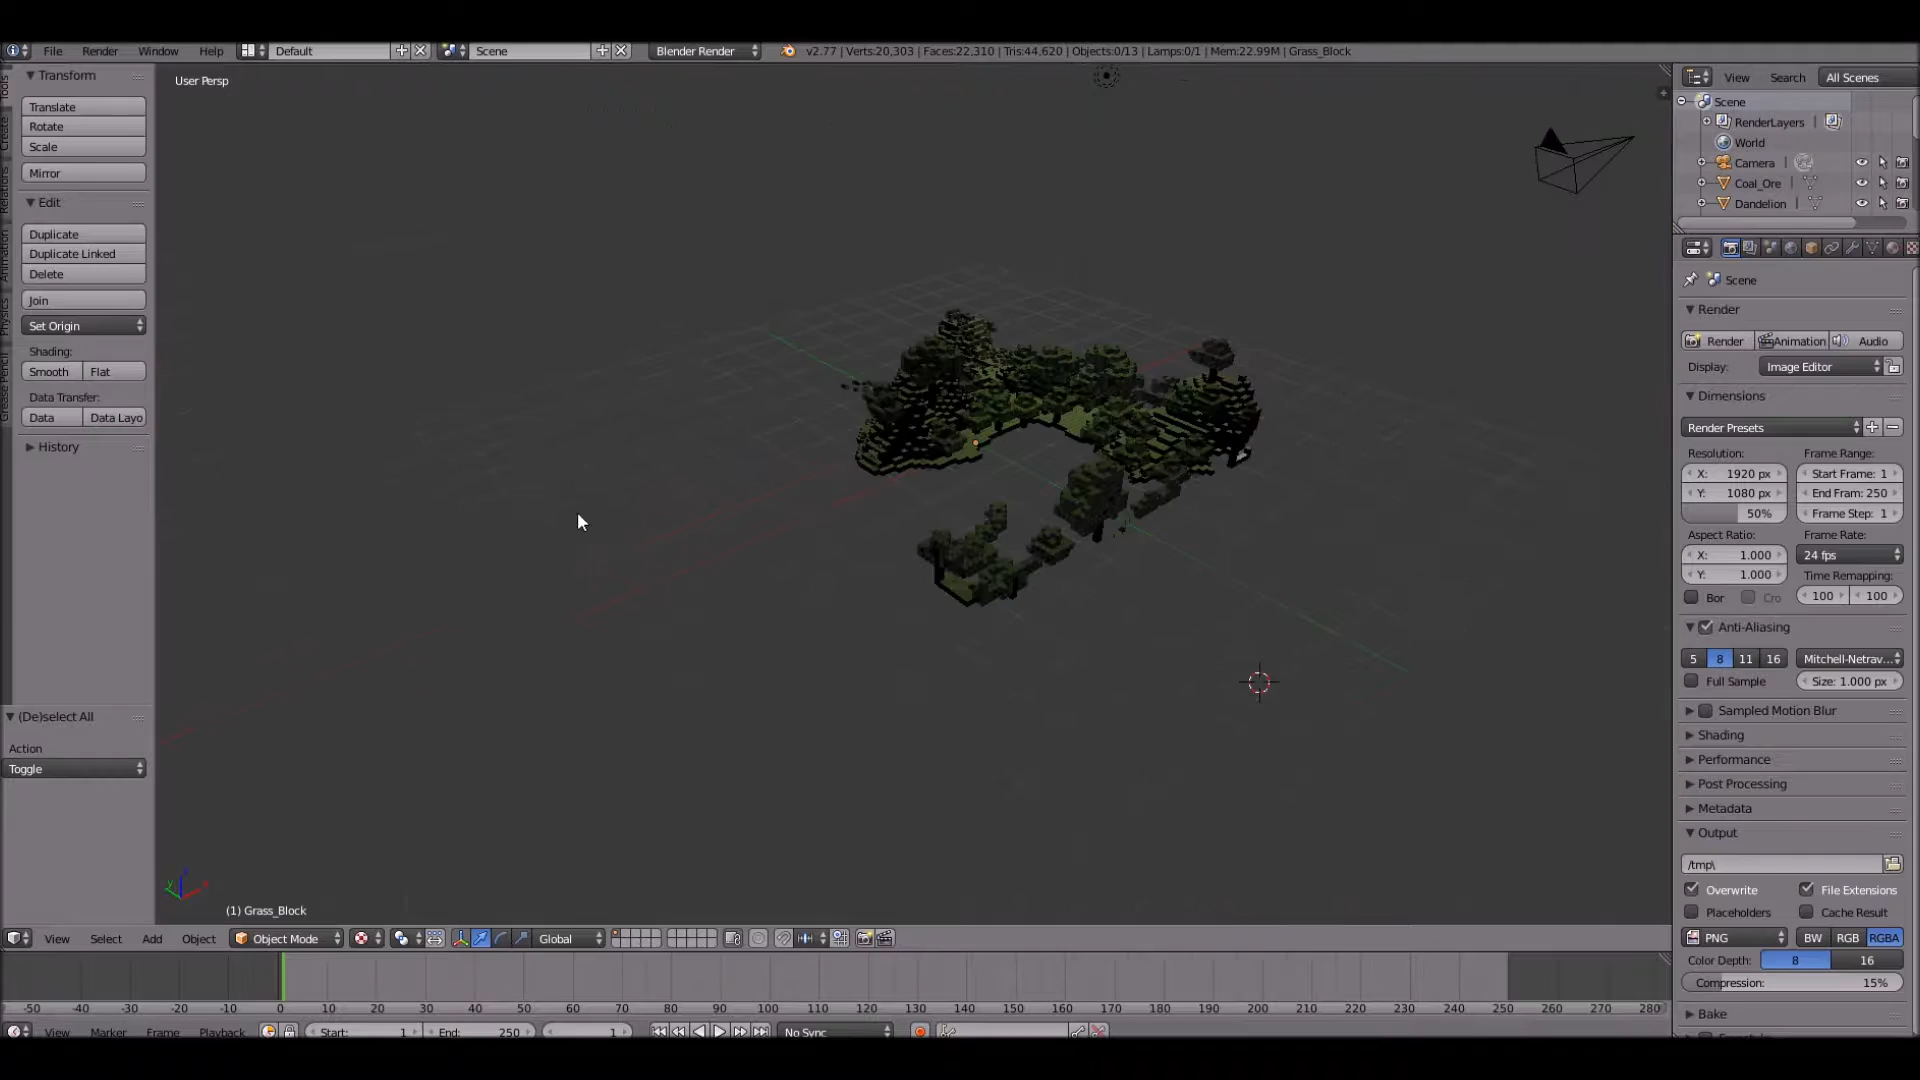 File Render Window Help Default Scene Blender Render v2.77 | Verts:20,303 | Faces:22,310 | Tris:44,620 | Objects:0/13 | Lamps:0/1 | Mem:22.99M | Grass_Block
Tools
Create
Relations
Animation
Physics
Grease Pencil
Transform
Translate
Rotate
Scale
Mirror
Edit
Duplicate
Duplicate Linked
Delete
Join
Set Origin
Shading:
Smooth Flat
Data Transfer:
Data Data Layo
History
(De)select All
Action
Toggle
User Persp
(1) Grass_Block
View Search All Scenes
Scene
RenderLayers
World
Camera
Coal_Ore
Dandelion
Scene
Render
Render Animation Audio
Display: Image Editor
Dimensions
Render Presets
Resolution: Frame Range:
X: 1920 px Start Frame: 1
Y: 1080 px End Fram: 250
50% Frame Step: 1
Aspect Ratio: Frame Rate:
X: 1.000 24 fps
Y: 1.000 Time Remapping:
Bor Cro 100 100
Anti-Aliasing
5 8 11 16 Mitchell-Netrav...
Full Sample Size: 1.000 px
Sampled Motion Blur
Shading
Performance
Post Processing
Metadata
Output
/tmp\
Overwrite File Extensions
Placeholders Cache Result
PNG BW RGB RGBA
Color Depth: 8 16
Compression: 15%
Bake
View Select Add Object Object Mode Global
-50 -40 -30 -20 -10 0 10 20 30 40 50 60 70 80 90 100 110 120 130 140 150 160 170 180 190 200 210 220 230 240 250 260 270 280
View Marker Frame Playback Start: 1 End: 250 1 No Sync